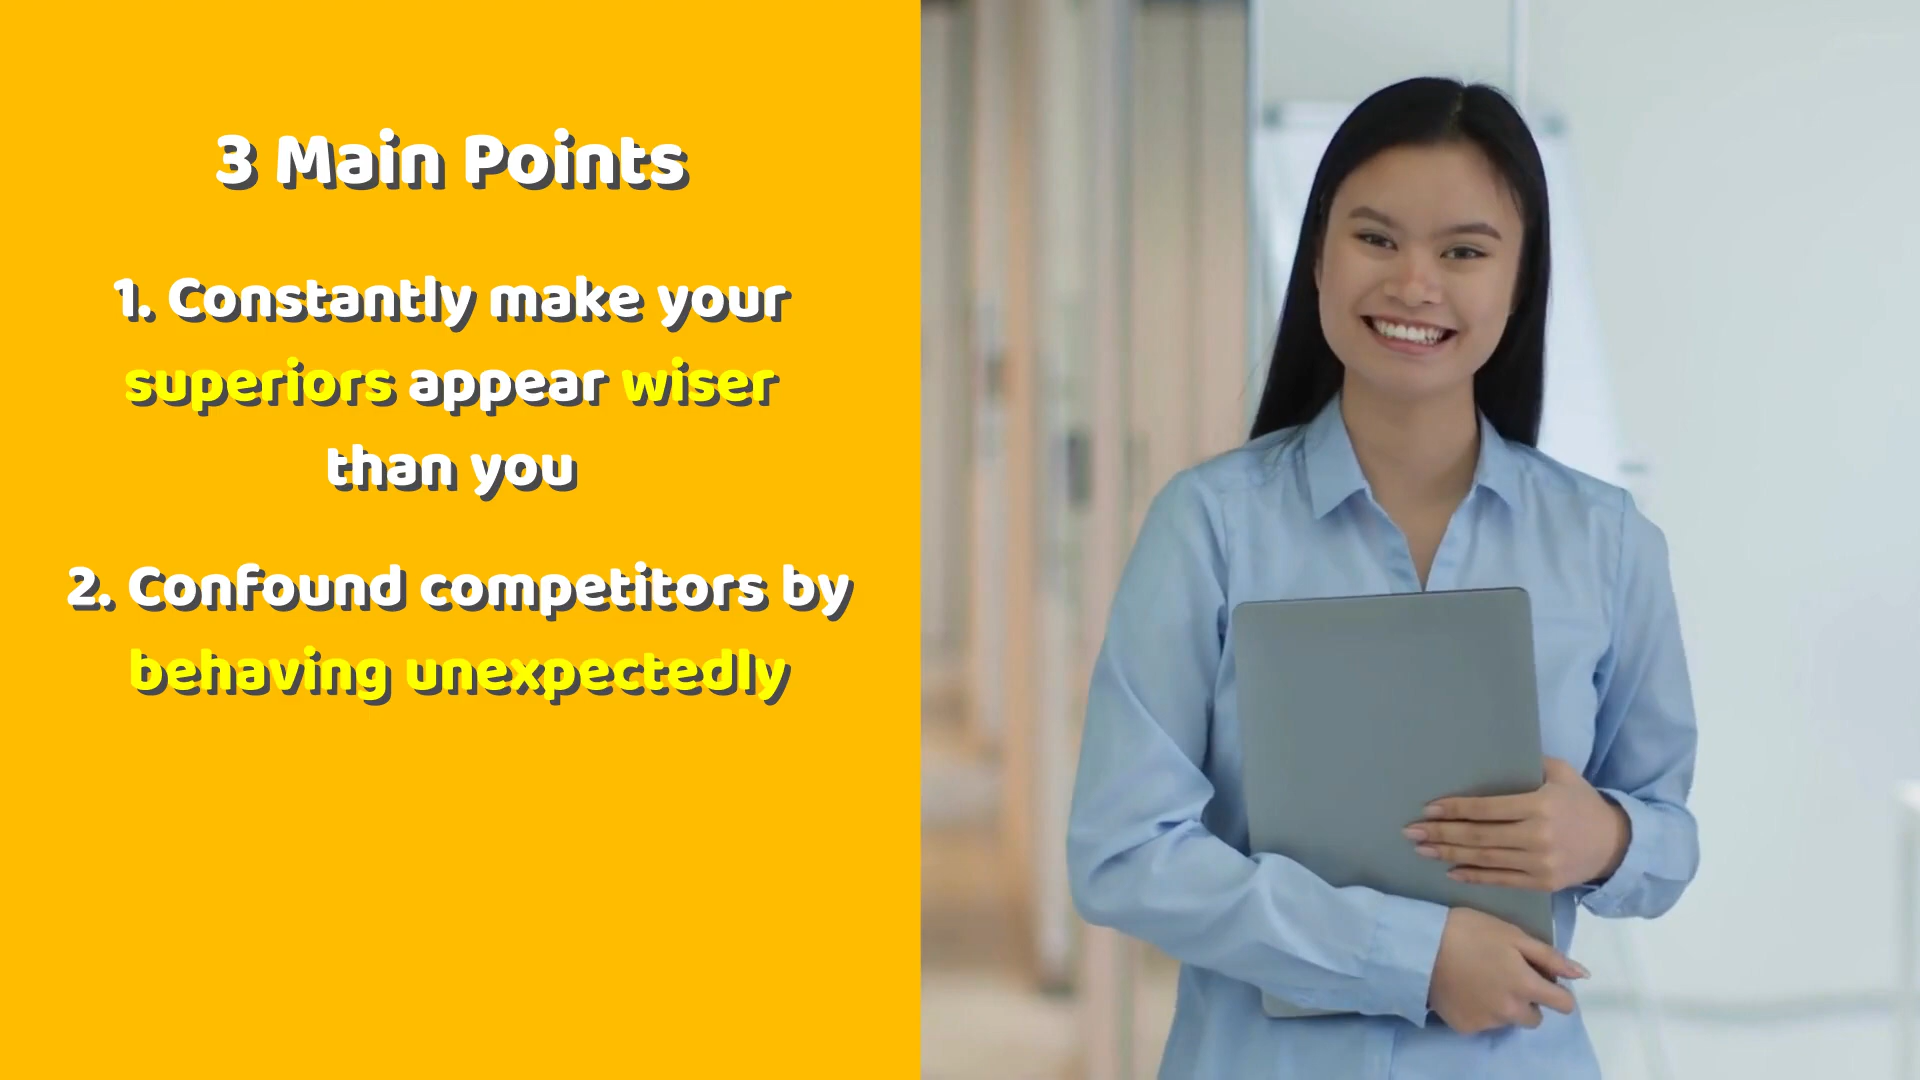 3 Main Points
1. Constantly make your
superiors appear wiser
than you
2. Confound competitors by
behaving unexpectedly